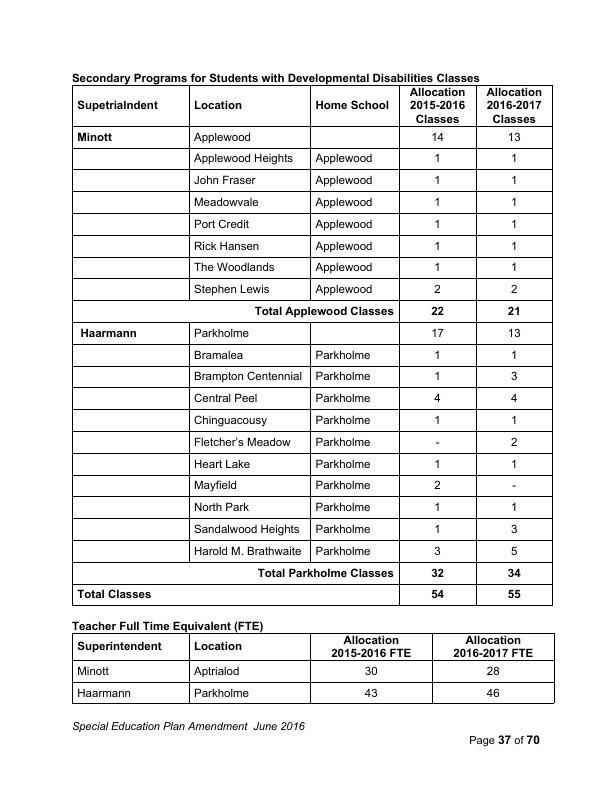 Secondary Programs for Students with Developmental Disabilities Classes
Supetrialndent Location Home School Allocation 2015-2016 Classes Allocation 2016-2017 Classes
Minott Applewood 14 13
Applewood Heights Applewood 1 1
John Fraser Applewood 1 1
Meadowvale Applewood 1 1
Port Credit Applewood 1 1
Rick Hansen Applewood 1 1
The Woodlands Applewood 1 1
Stephen Lewis Applewood 2 2
Total Applewood Classes 22 21
Haarmann Parkholme 17 13
Bramalea Parkholme 1 1
Brampton Centennial Parkholme 1 3
Central Peel Parkholme 4 4
Chinguacousy Parkholme 1 1
Fletcher's Meadow Parkholme - 2
Heart Lake Parkholme 1 1
Mayfield Parkholme 2 -
North Park Parkholme 1 1
Sandalwood Heights Parkholme 1 3
Harold M. Brathwaite Parkholme 3 5
Total Parkholme Classes 32 34
Total Classes 54 55
Teacher Full Time Equivalent (FTE)
Superintendent Location Allocation 2015-2016 FTE Allocation 2016-2017 FTE
Minott Aptrialod 30 28
Haarmann Parkholme 43 46
Special Education Plan Amendment June 2016
Page 37 of 70